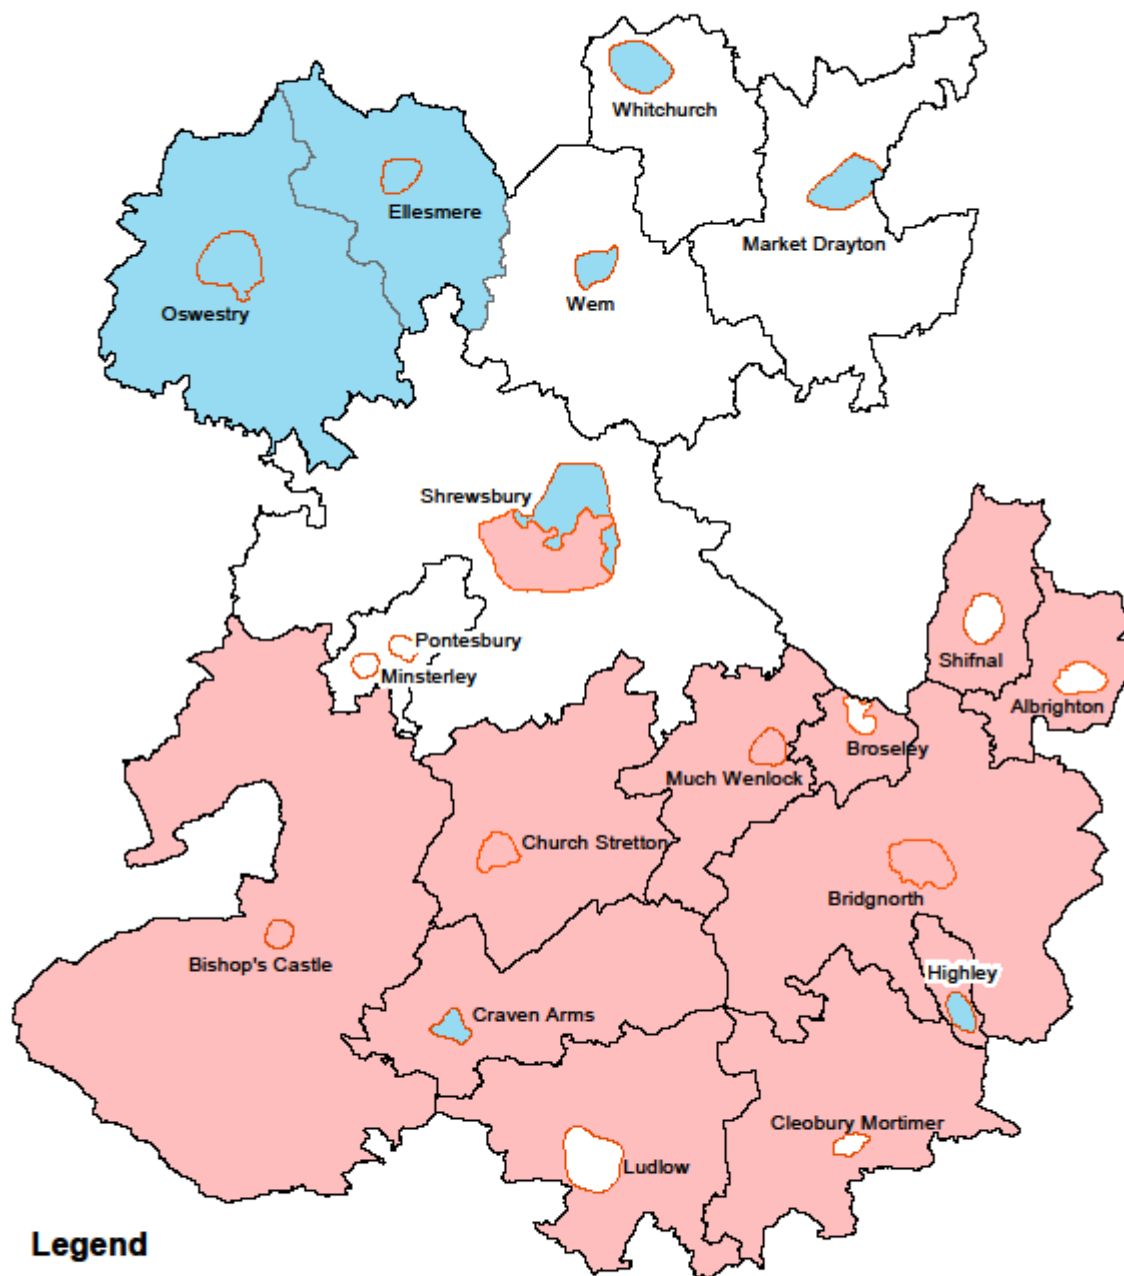 Whitchurch
Ellesmere
Market Drayton
Oswestry
Wem
Shrewsbury
Pontesbury
Minsterley
Shifnal
Albrighton
Broseley
Much Wenlock
Church Stretton
Bridgnorth
Bishop's Castle
Highley
Craven Arms
Cleobury Mortimer
Ludlow
Legend